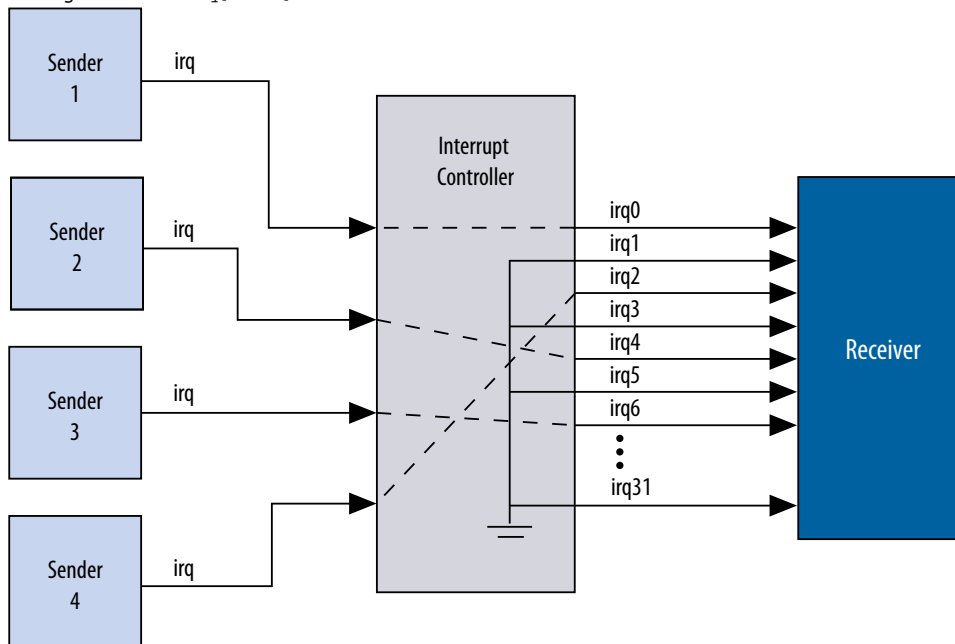 Sender
1
irq
Sender
2
irq
Sender
3
irq
Sender
4
irq
Interrupt
Controller
irq0
irq1
irq2
irq3
irq4
irq5
irq6
irq31
Receiver